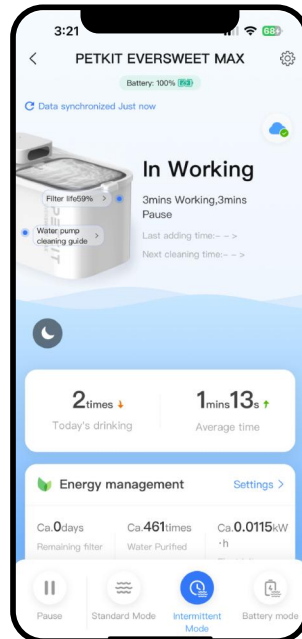 3:21
68
PETKIT EVERSWEET MAX
Battery: 100%
Data synchronized Just now
In Working
Filter life59% >
3mins Working,3mins
Pause
Water pump
cleaning guide >
Last adding time:- – >
Next cleaning time:- – >
2times ↓
1mins13s ↑
Today's drinking
Average time
Energy management
Settings >
Ca.0days
Ca.461times
Ca.0.0115kW
·h
Remaining filter
Water Purified
Pause
Standard Mode
Intermittent
Mode
Battery mode